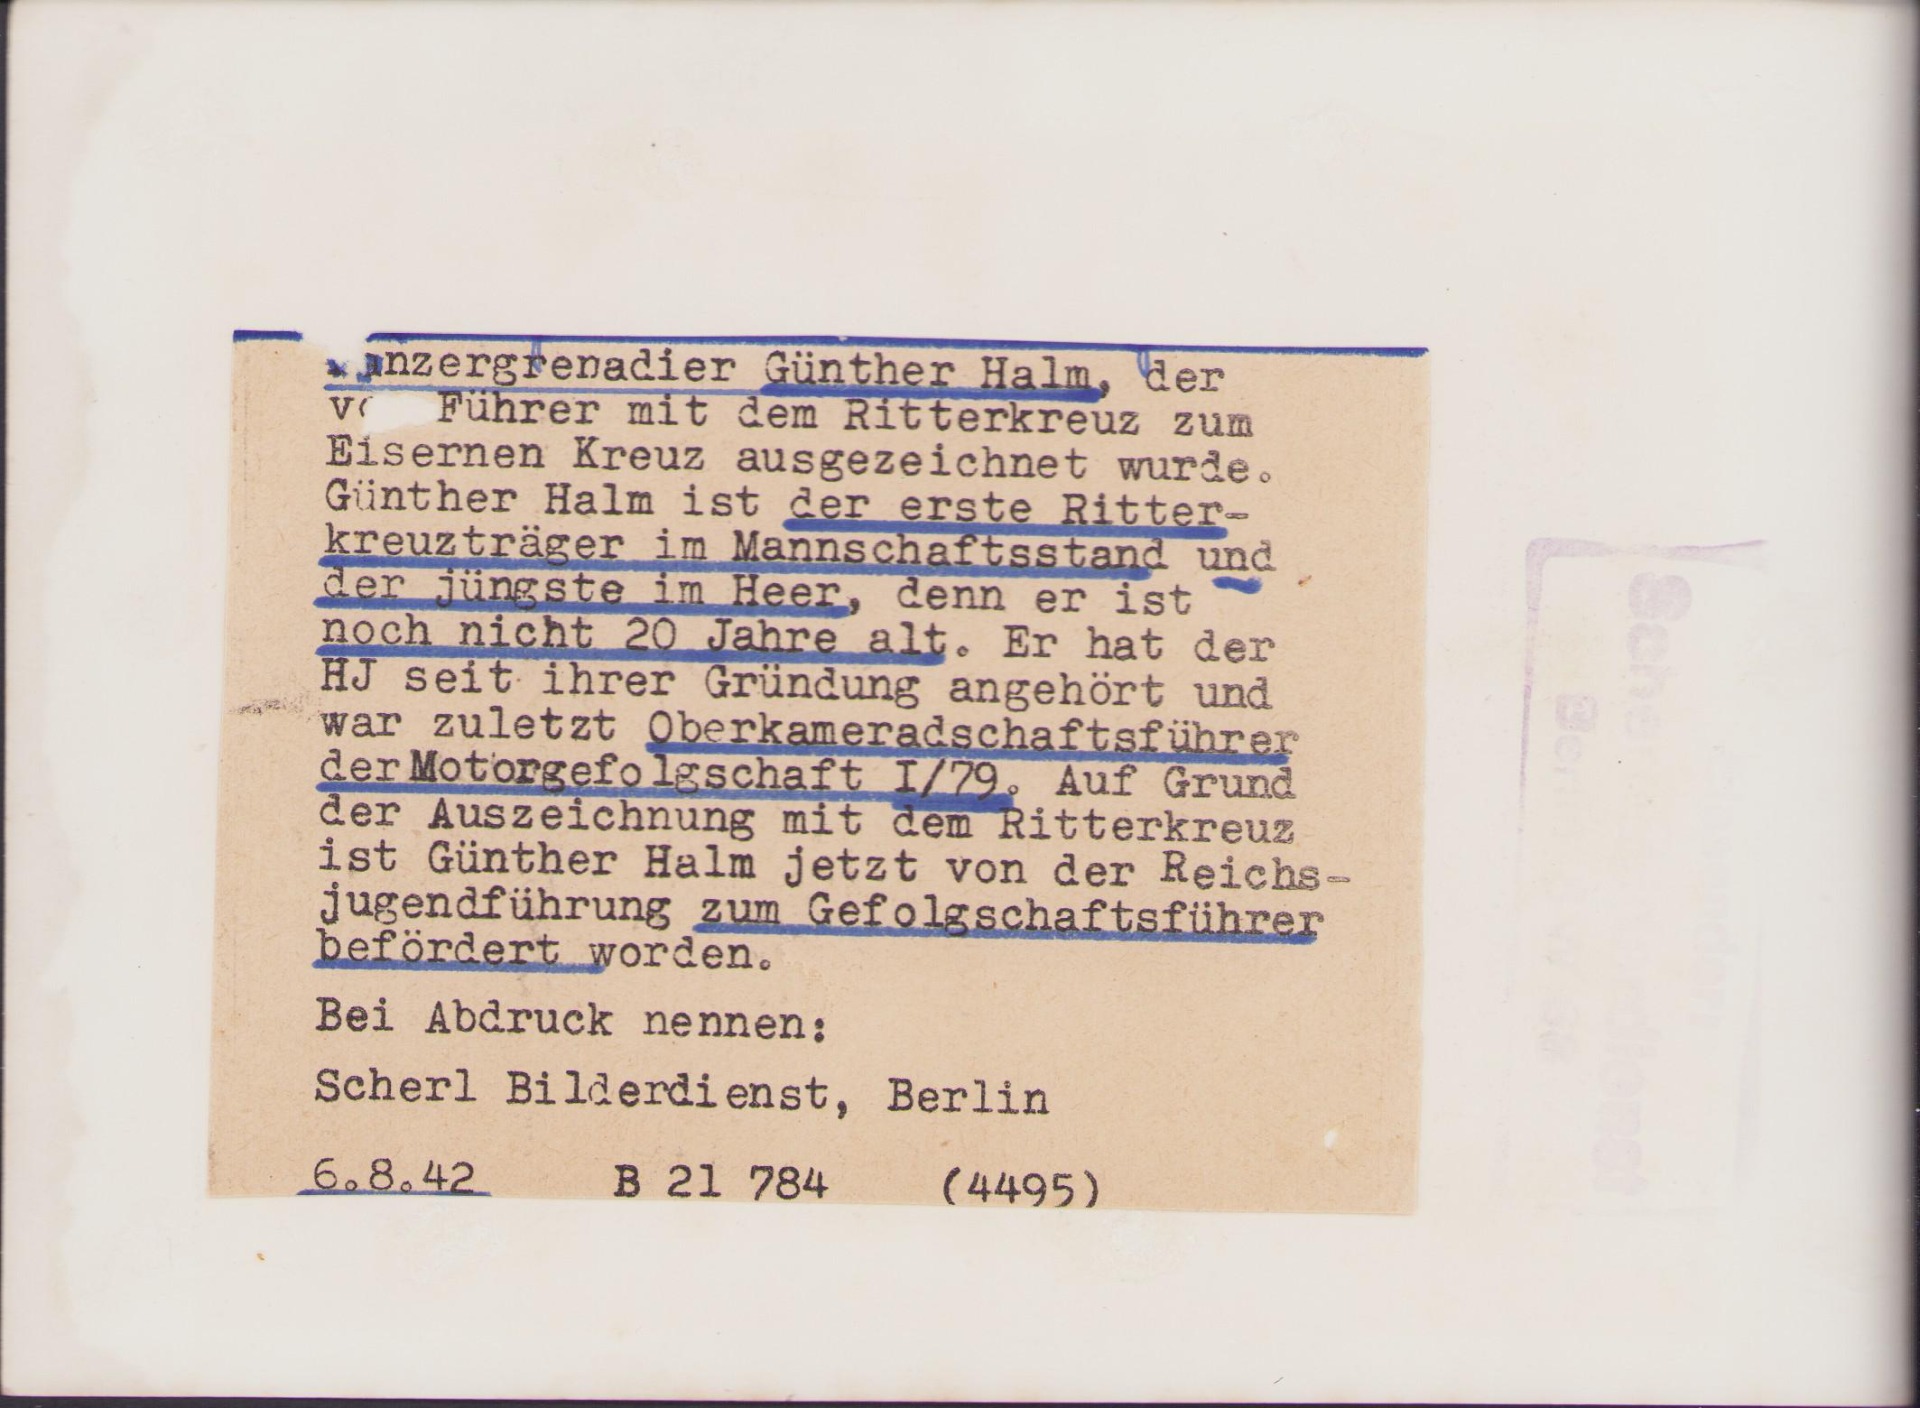 anzergrenadier Günther Halm, der
Führer mit dem Ritterkreuz zum
Eisernen Kreuz ausgezeichnet wurde.
Günther Halm ist der erste Ritter-
kreuzträger im Mannschaftsstand und
der jüngste im Heer, denn er ist
noch nicht 20 Jahre alt. Er hat der
HJ seit ihrer Gründung angehört und
war zuletzt Oberkameradschaftsführer
der Motorgefolgschaft I/79. Auf Grund
der Auszeichnung mit dem Ritterkreuz
ist Günther Halm jetzt von der Reichs-
jugendführung zum Gefolgschaftsführer
befördert worden.
Bei Abdruck nennen:
Scherl Bilderdienst, Berlin
6.8.42 B 21 784 (4495)